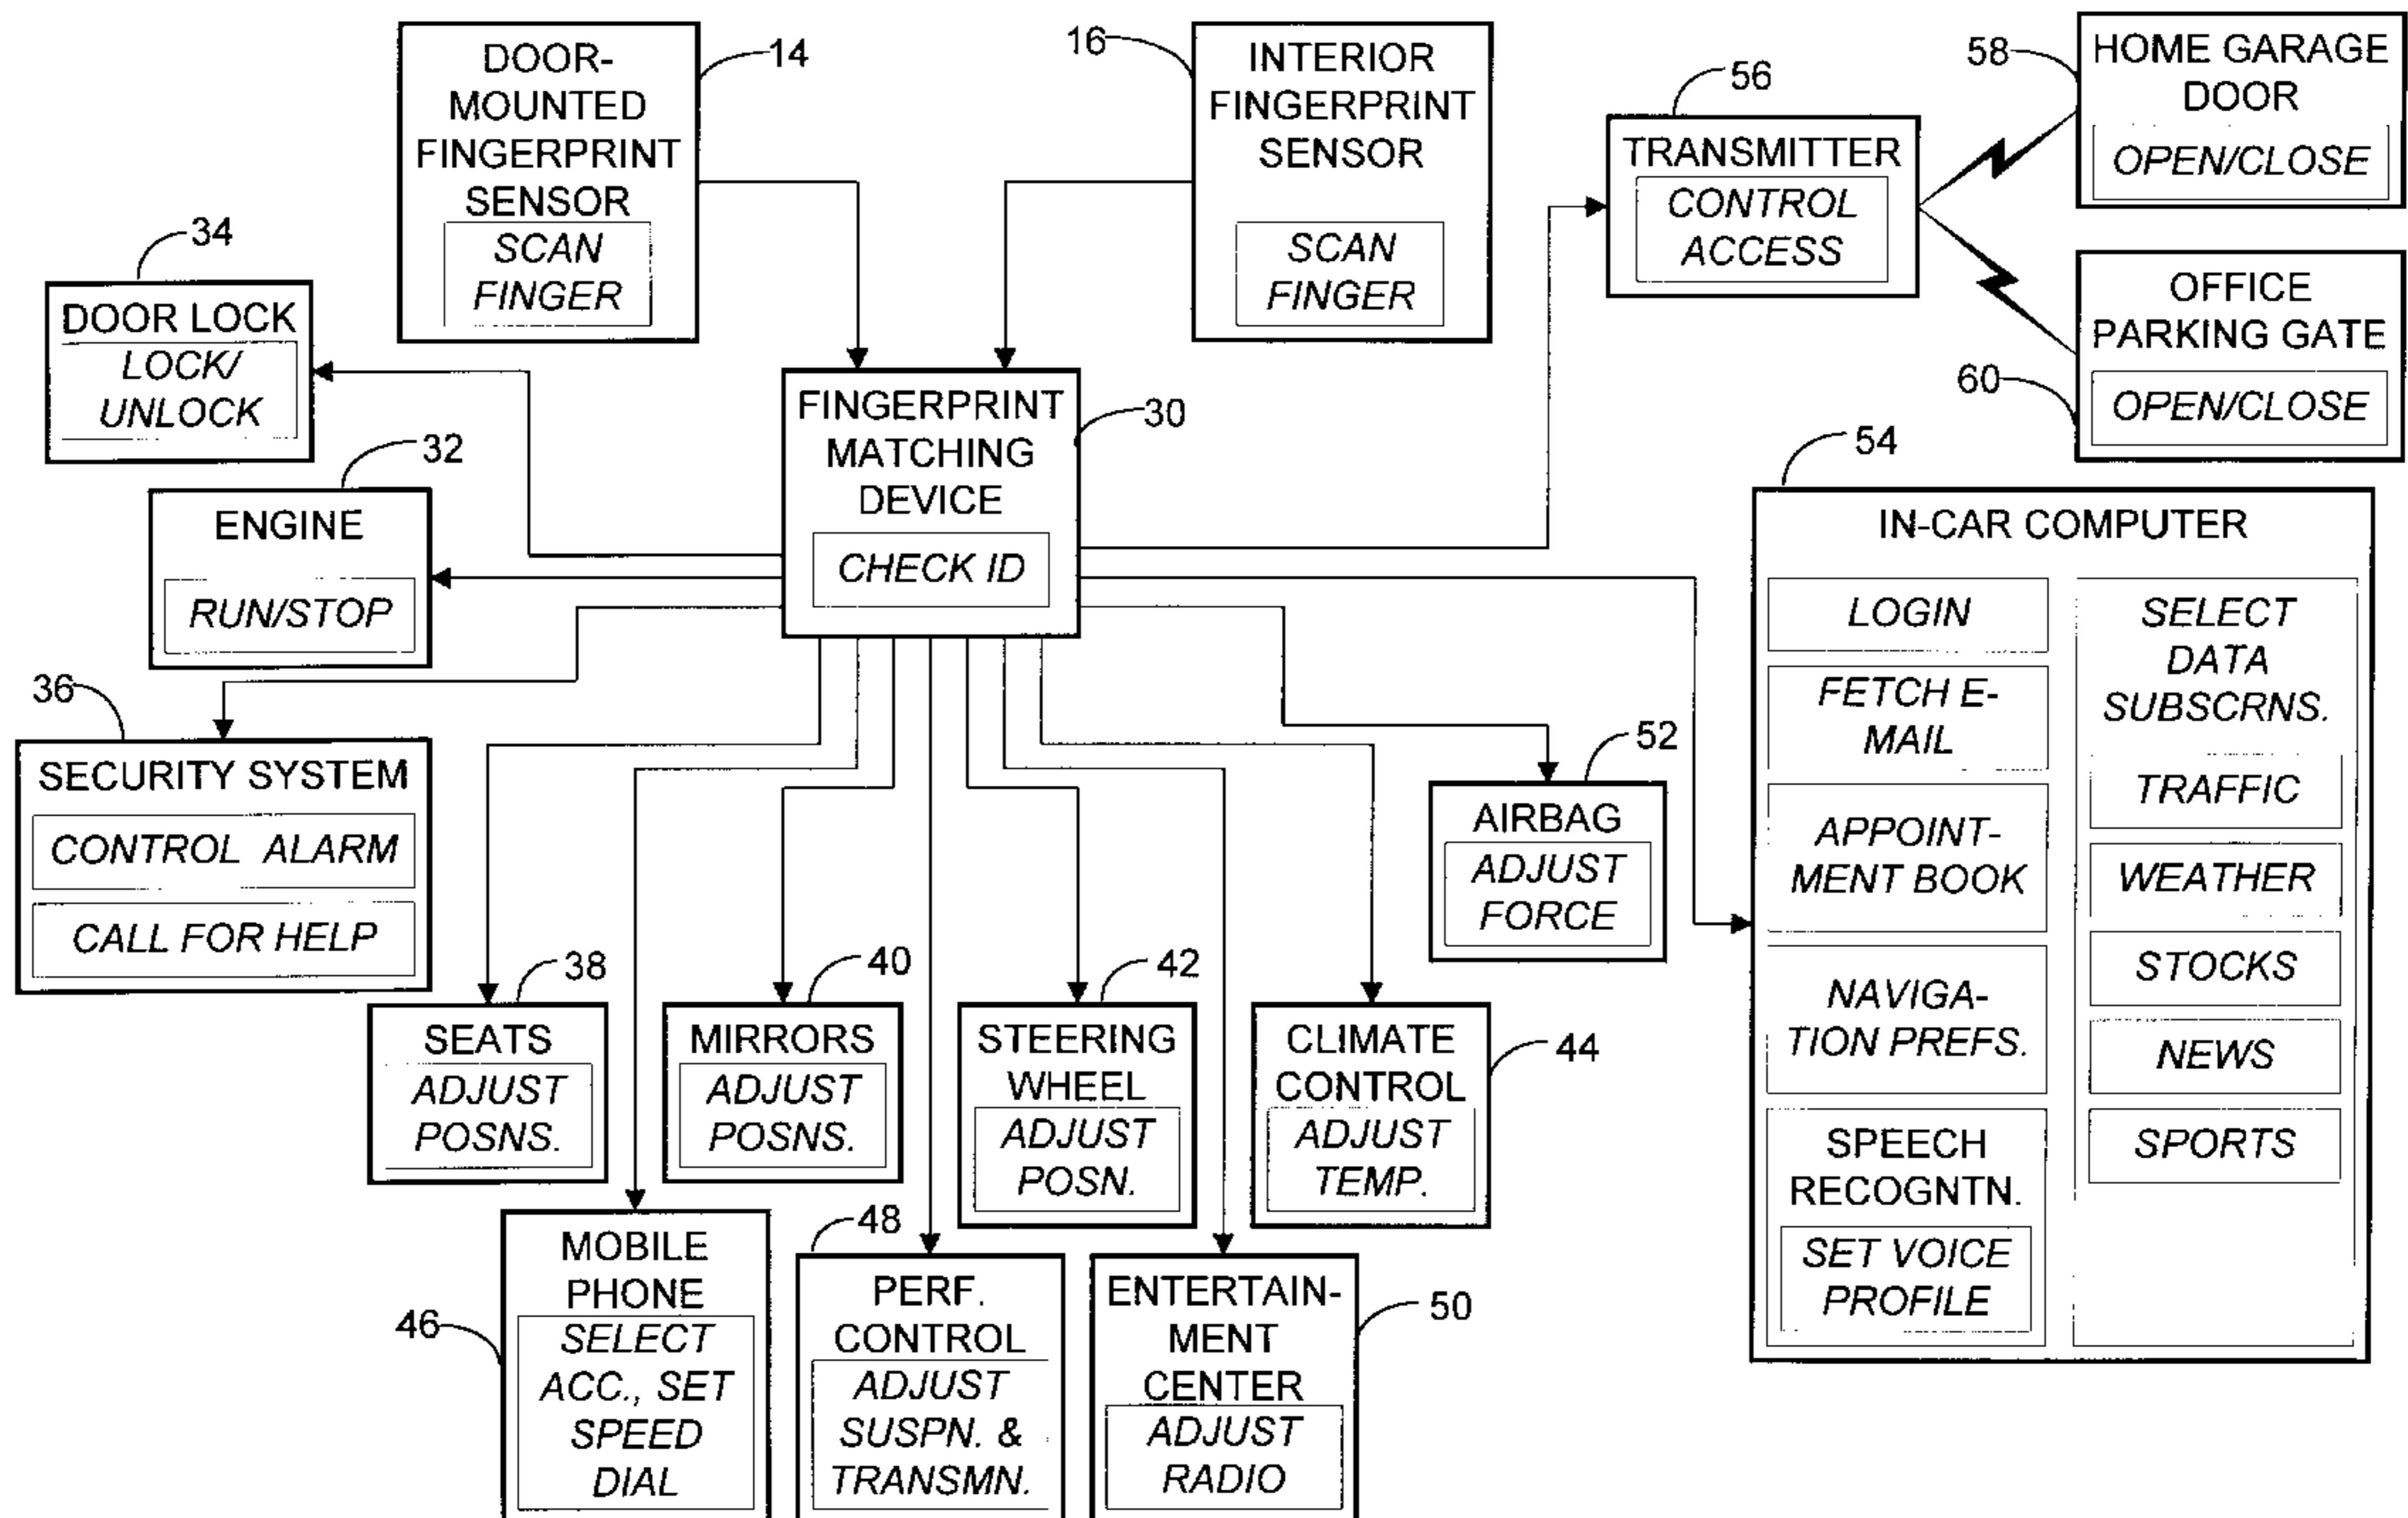 DOOR-
MOUNTED
FINGERPRINT
SENSOR
SCAN
FINGER
14
16
INTERIOR
FINGERPRINT
SENSOR
SCAN
FINGER
56
TRANSMITTER
CONTROL
ACCESS
58
HOME GARAGE
DOOR
OPEN/CLOSE
OFFICE
PARKING GATE
OPEN/CLOSE
60
34
DOOR LOCK
LOCK/
UNLOCK
FINGERPRINT
MATCHING
DEVICE
CHECK ID
30
32
ENGINE
RUN/STOP
36
SECURITY SYSTEM
CONTROL ALARM
CALL FOR HELP
54
IN-CAR COMPUTER
LOGIN
FETCH E-
MAIL
APPOINT-
MENT BOOK
NAVIGA-
TION PREFS.
SPEECH
RECOGNTN.
SET VOICE
PROFILE
SELECT
DATA
SUBSCRNS.
TRAFFIC
WEATHER
STOCKS
NEWS
SPORTS
52
AIRBAG
ADJUST
FORCE
38
SEATS
ADJUST
POSNS.
40
MIRRORS
ADJUST
POSNS.
42
STEERING
WHEEL
ADJUST
POSN.
CLIMATE
CONTROL
ADJUST
TEMP.
44
46
MOBILE
PHONE
SELECT
ACC., SET
SPEED
DIAL
48
PERF.
CONTROL
ADJUST
SUSPN. &
TRANSMN.
ENTERTAIN-
MENT
CENTER
ADJUST
RADIO
50